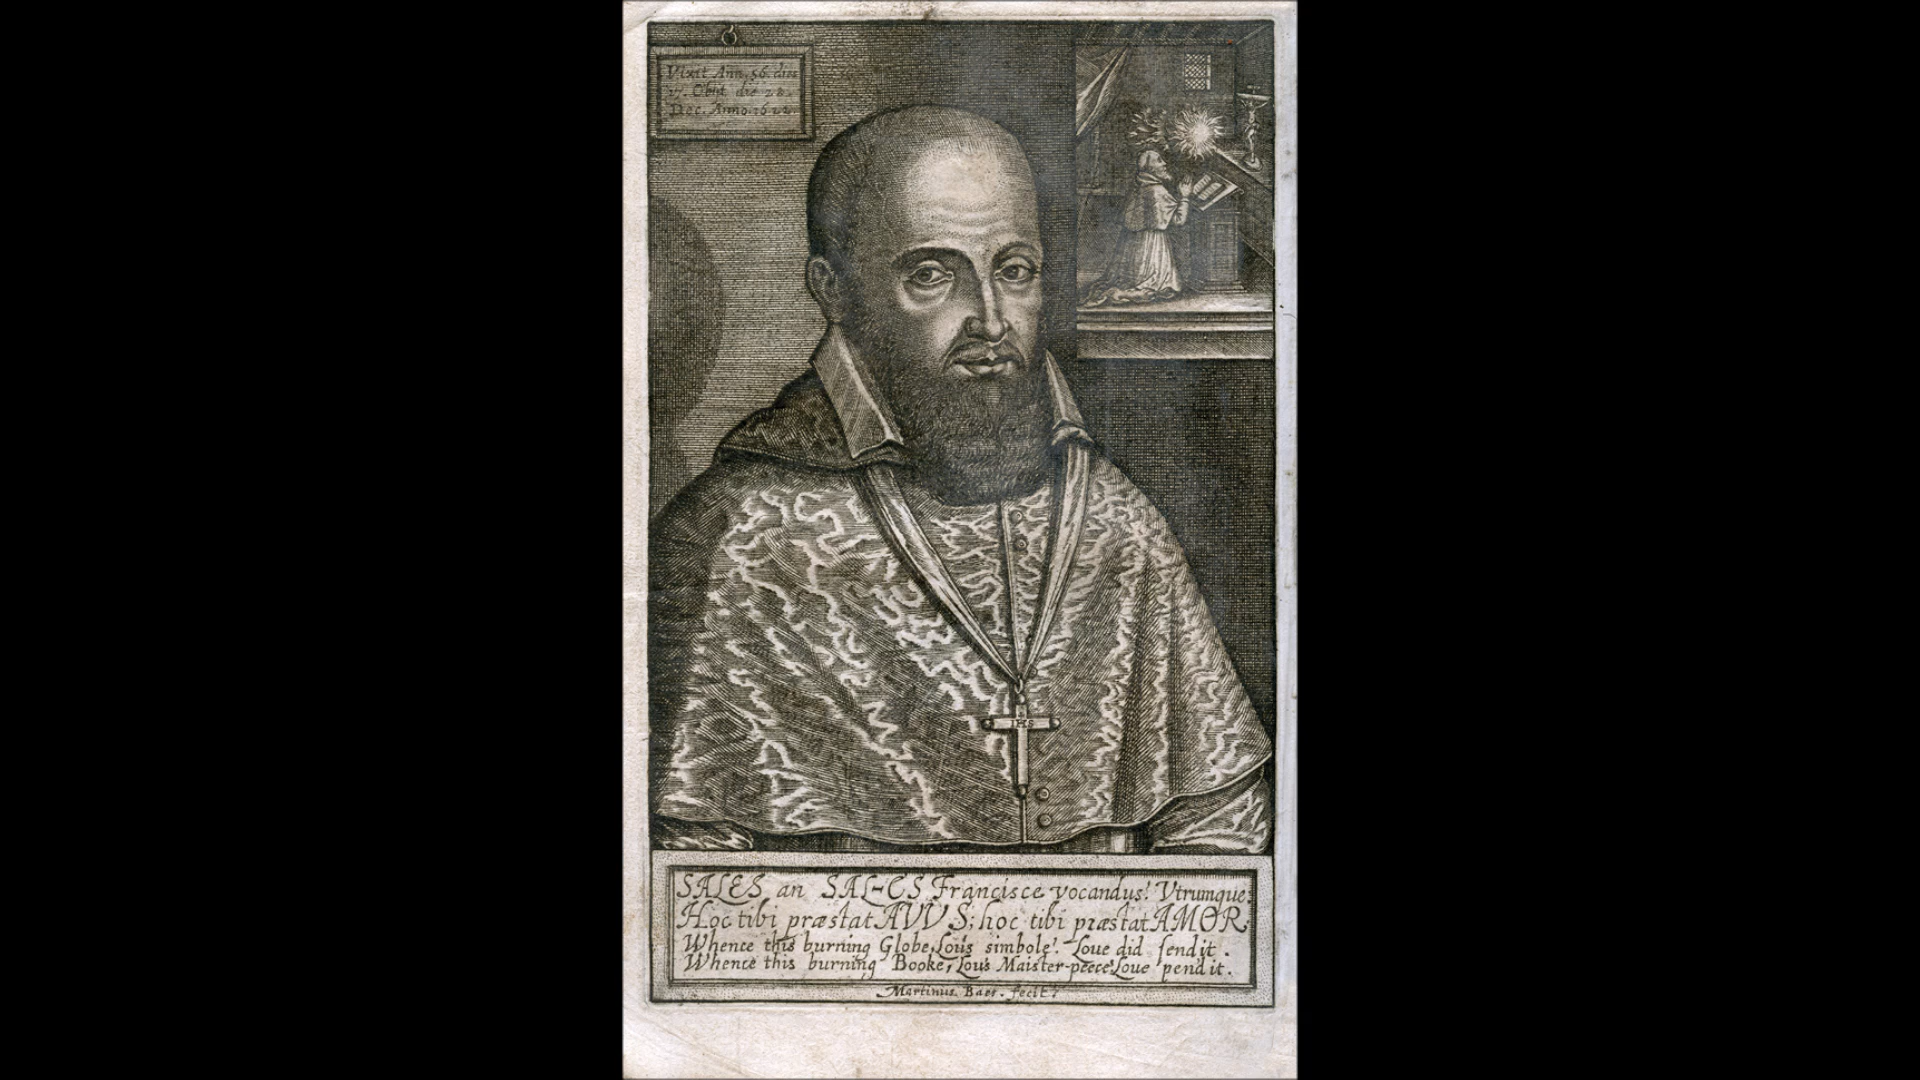 Vixit Ann. 56. dies
17. Obijt die 28.
Dec. Anno. 1622
IHS
SALES an SAL-ES Francisce vocandus? Vtrumque:
Hoc tibi præstat AVVS; hoc tibi præstat AMOR.
Whence this burning Globe, Lou's simbole? Loue did send it.
Whence this burning Booke, Lou's Maister-peece? Loue pend it.
Martinus. Baes. fecit.